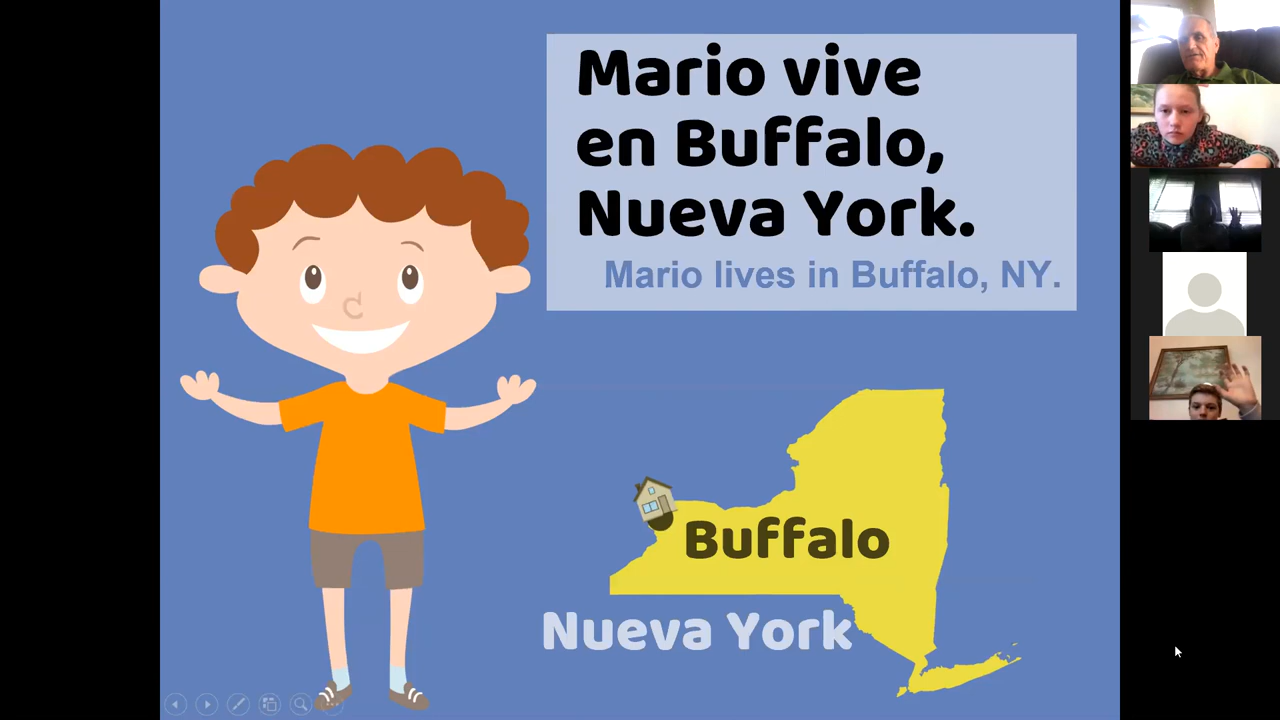 Mario vive
en Buffalo,
Nueva York.
Mario lives in Buffalo, NY.
Buffalo
Nueva York